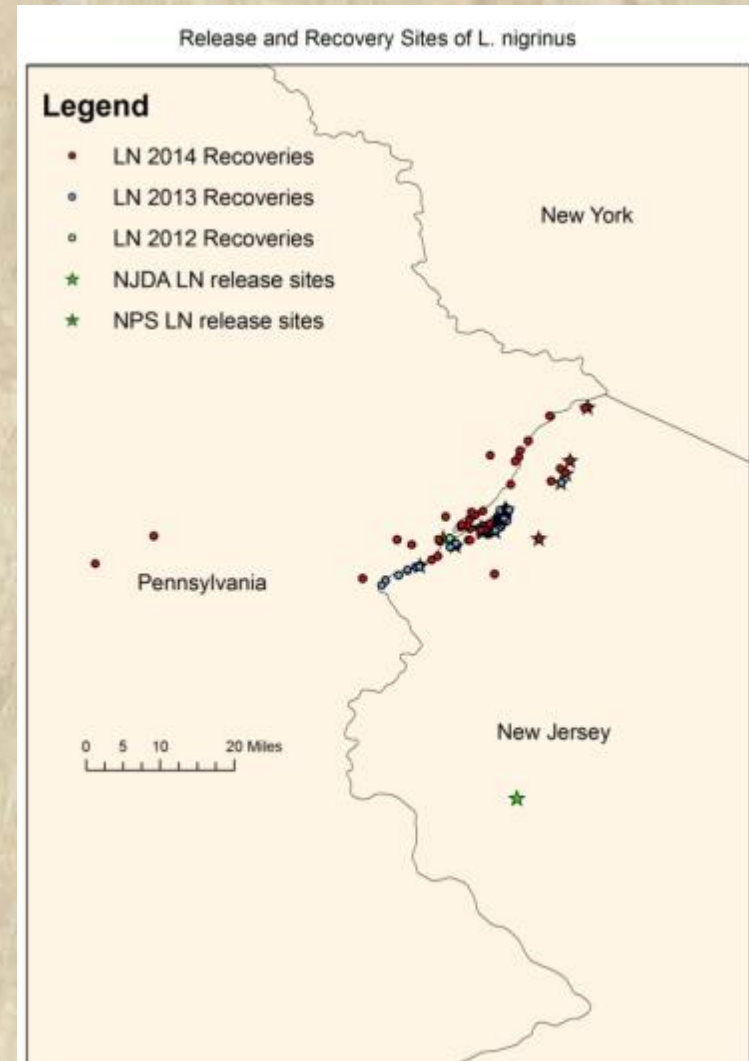 Release and Recovery Sites of L. nigrinus
Legend
LN 2014 Recoveries
LN 2013 Recoveries
LN 2012 Recoveries
NJDA LN release sites
NPS LN release sites
New York
Pennsylvania
New Jersey
0 5 10 20 Miles